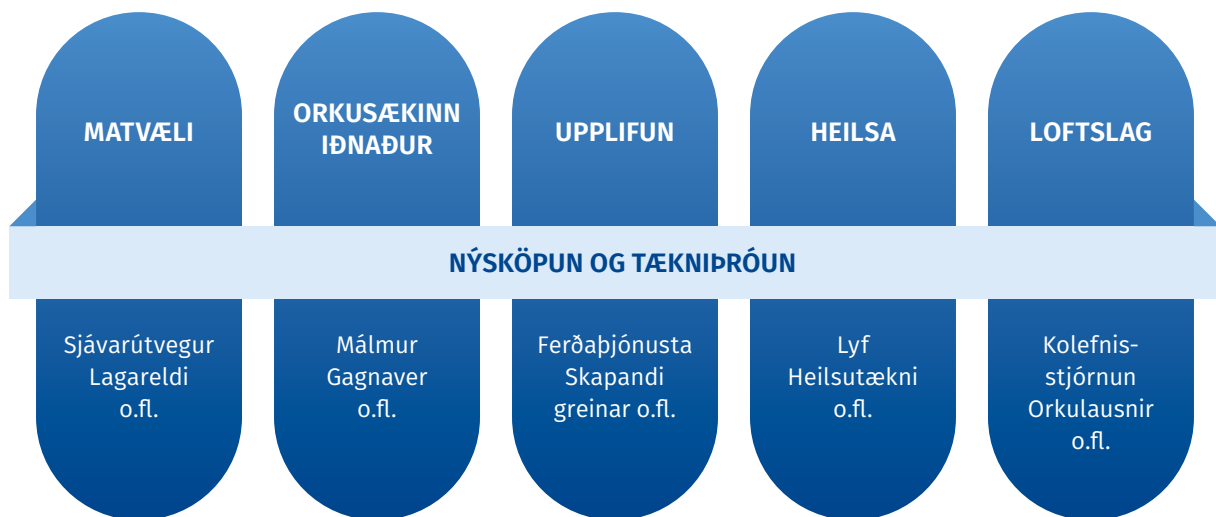 MATVÆLI
ORKUSÆKINN
IÐNAÐUR
UPPLIFUN
HEILSA
LOFTSLAG
NÝSKÖPUN OG TÆKNIÞRÓUN
Sjávarútvegur
Lagareldi
o.fl.
Málmur
Gagnaver
o.fl.
Ferðaþjónusta
Skapandi
greinar o.fl.
Lyf
Heilsutækni
o.fl.
Kolefnis-
stjórnun
Orkulausnir
o.fl.